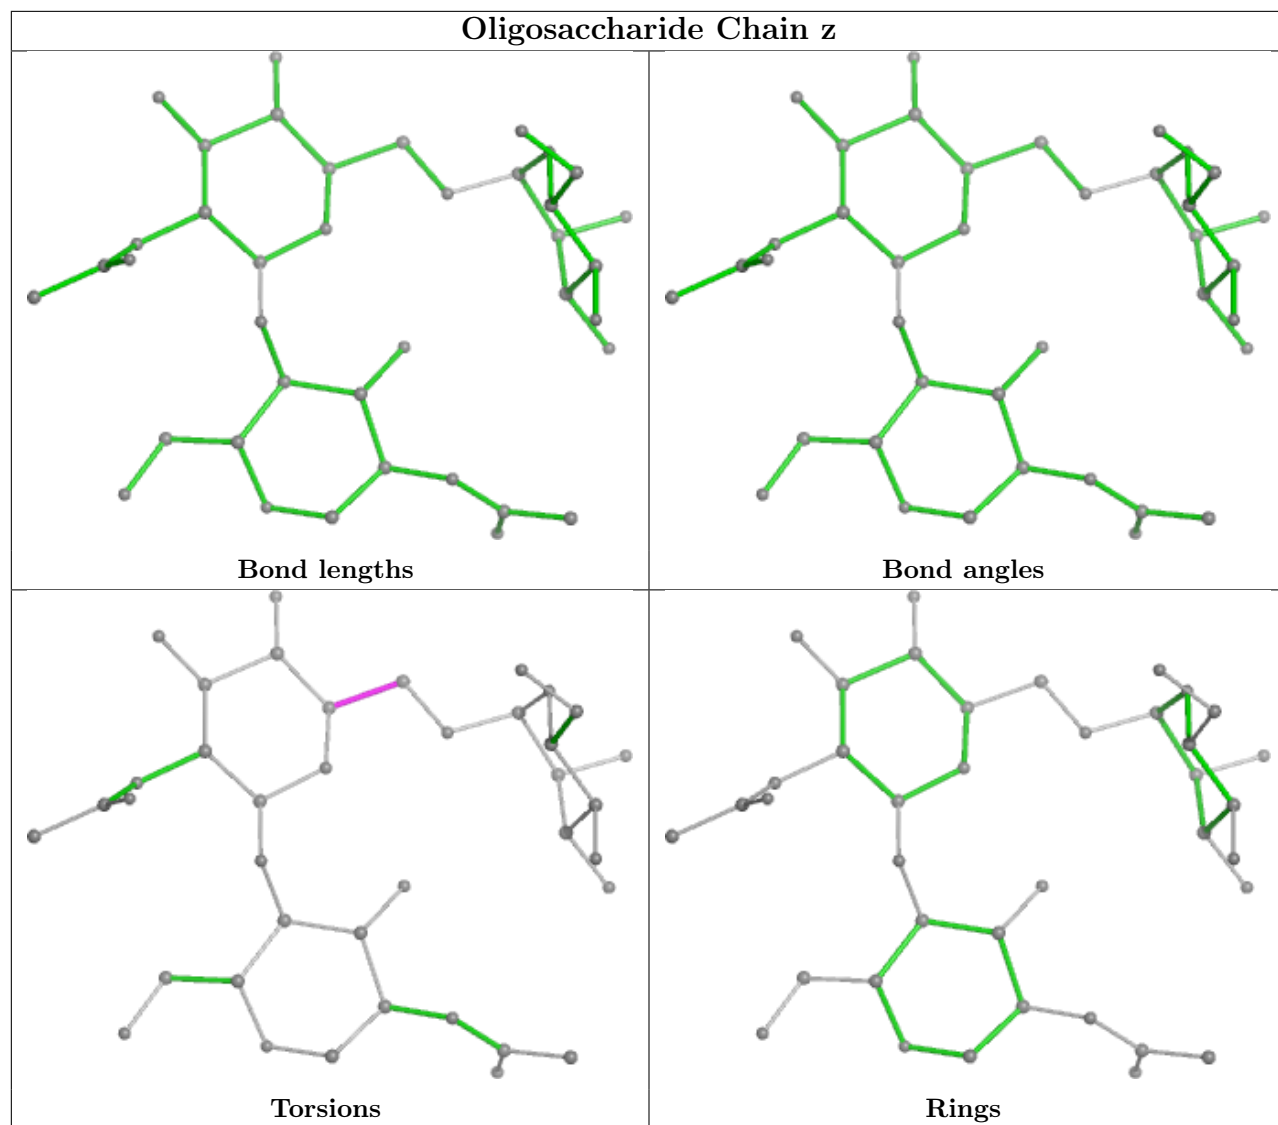 Oligosaccharide Chain z
Bond lengths
Bond angles
Torsions
Rings